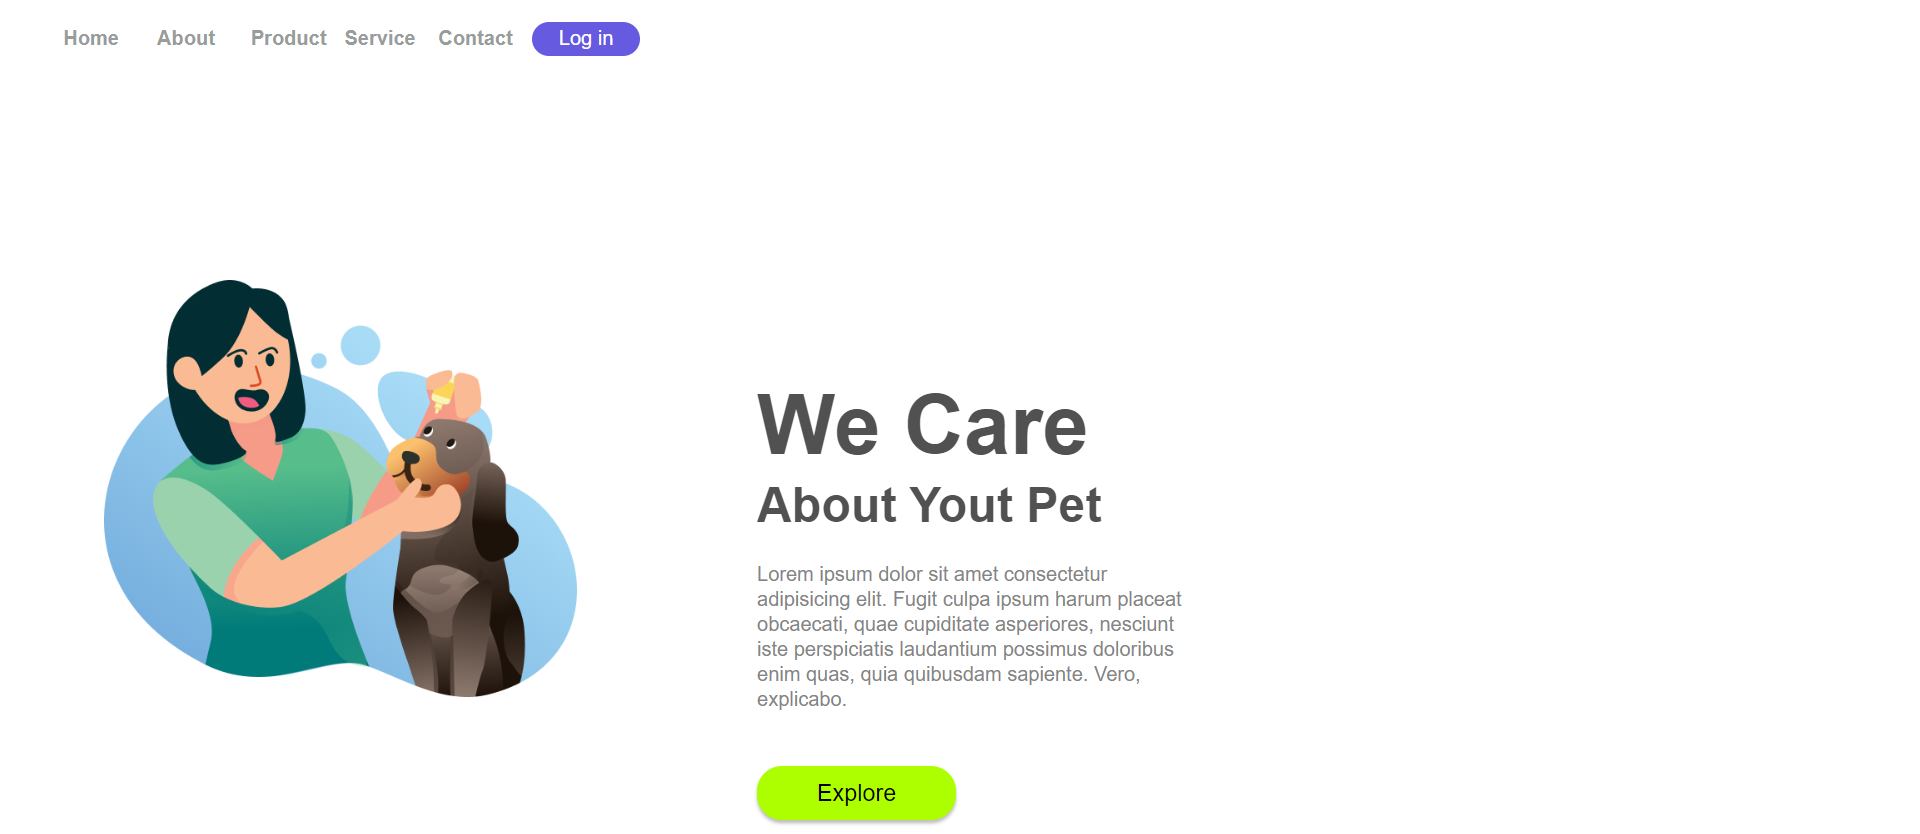 Home About Product Service Contact Log in
We Care
About Yout Pet
Lorem ipsum dolor sit amet consectetur
adipisicing elit. Fugit culpa ipsum harum placeat
obcaecati, quae cupiditate asperiores, nesciunt
iste perspiciatis laudantium possimus doloribus
enim quas, quia quibusdam sapiente. Vero,
explicabo.
Explore